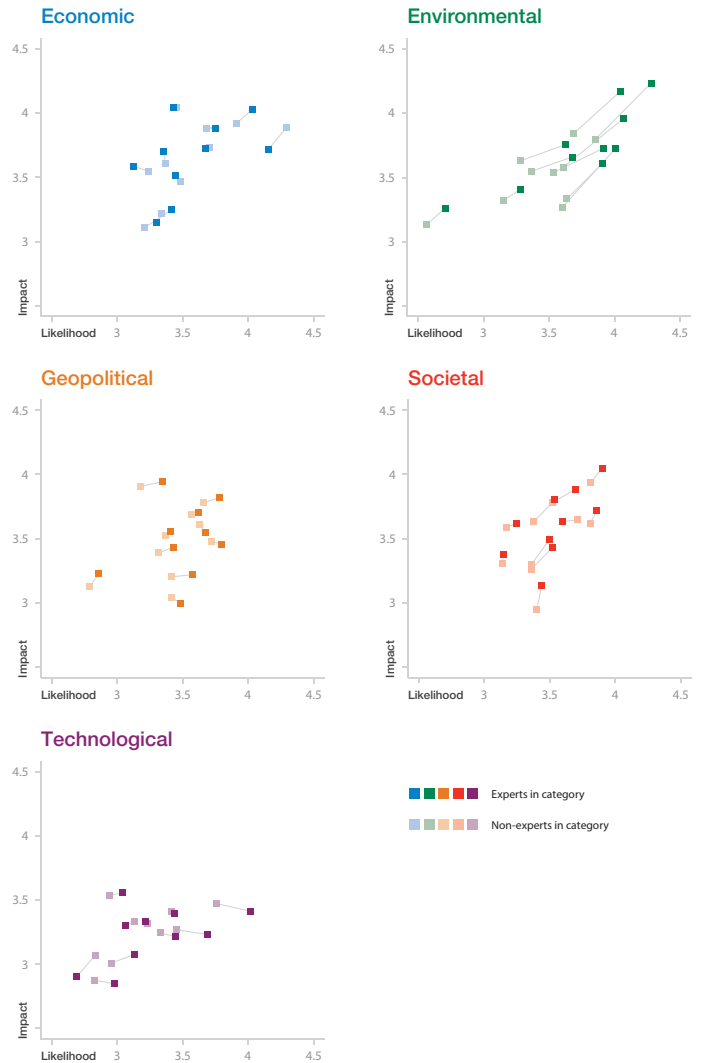 Economic
4.5
4
3.5
3
Impact
Likelihood 3 3.5 4 4.5
Environmental
4.5
4
3.5
3
Impact
Likelihood 3 3.5 4 4.5
Geopolitical
4.5
4
3.5
3
Impact
Likelihood 3 3.5 4 4.5
Societal
4.5
4
3.5
3
Impact
Likelihood 3 3.5 4 4.5
Technological
4.5
4
3.5
3
Impact
Likelihood 3 3.5 4 4.5
Experts in category
Non-experts in category